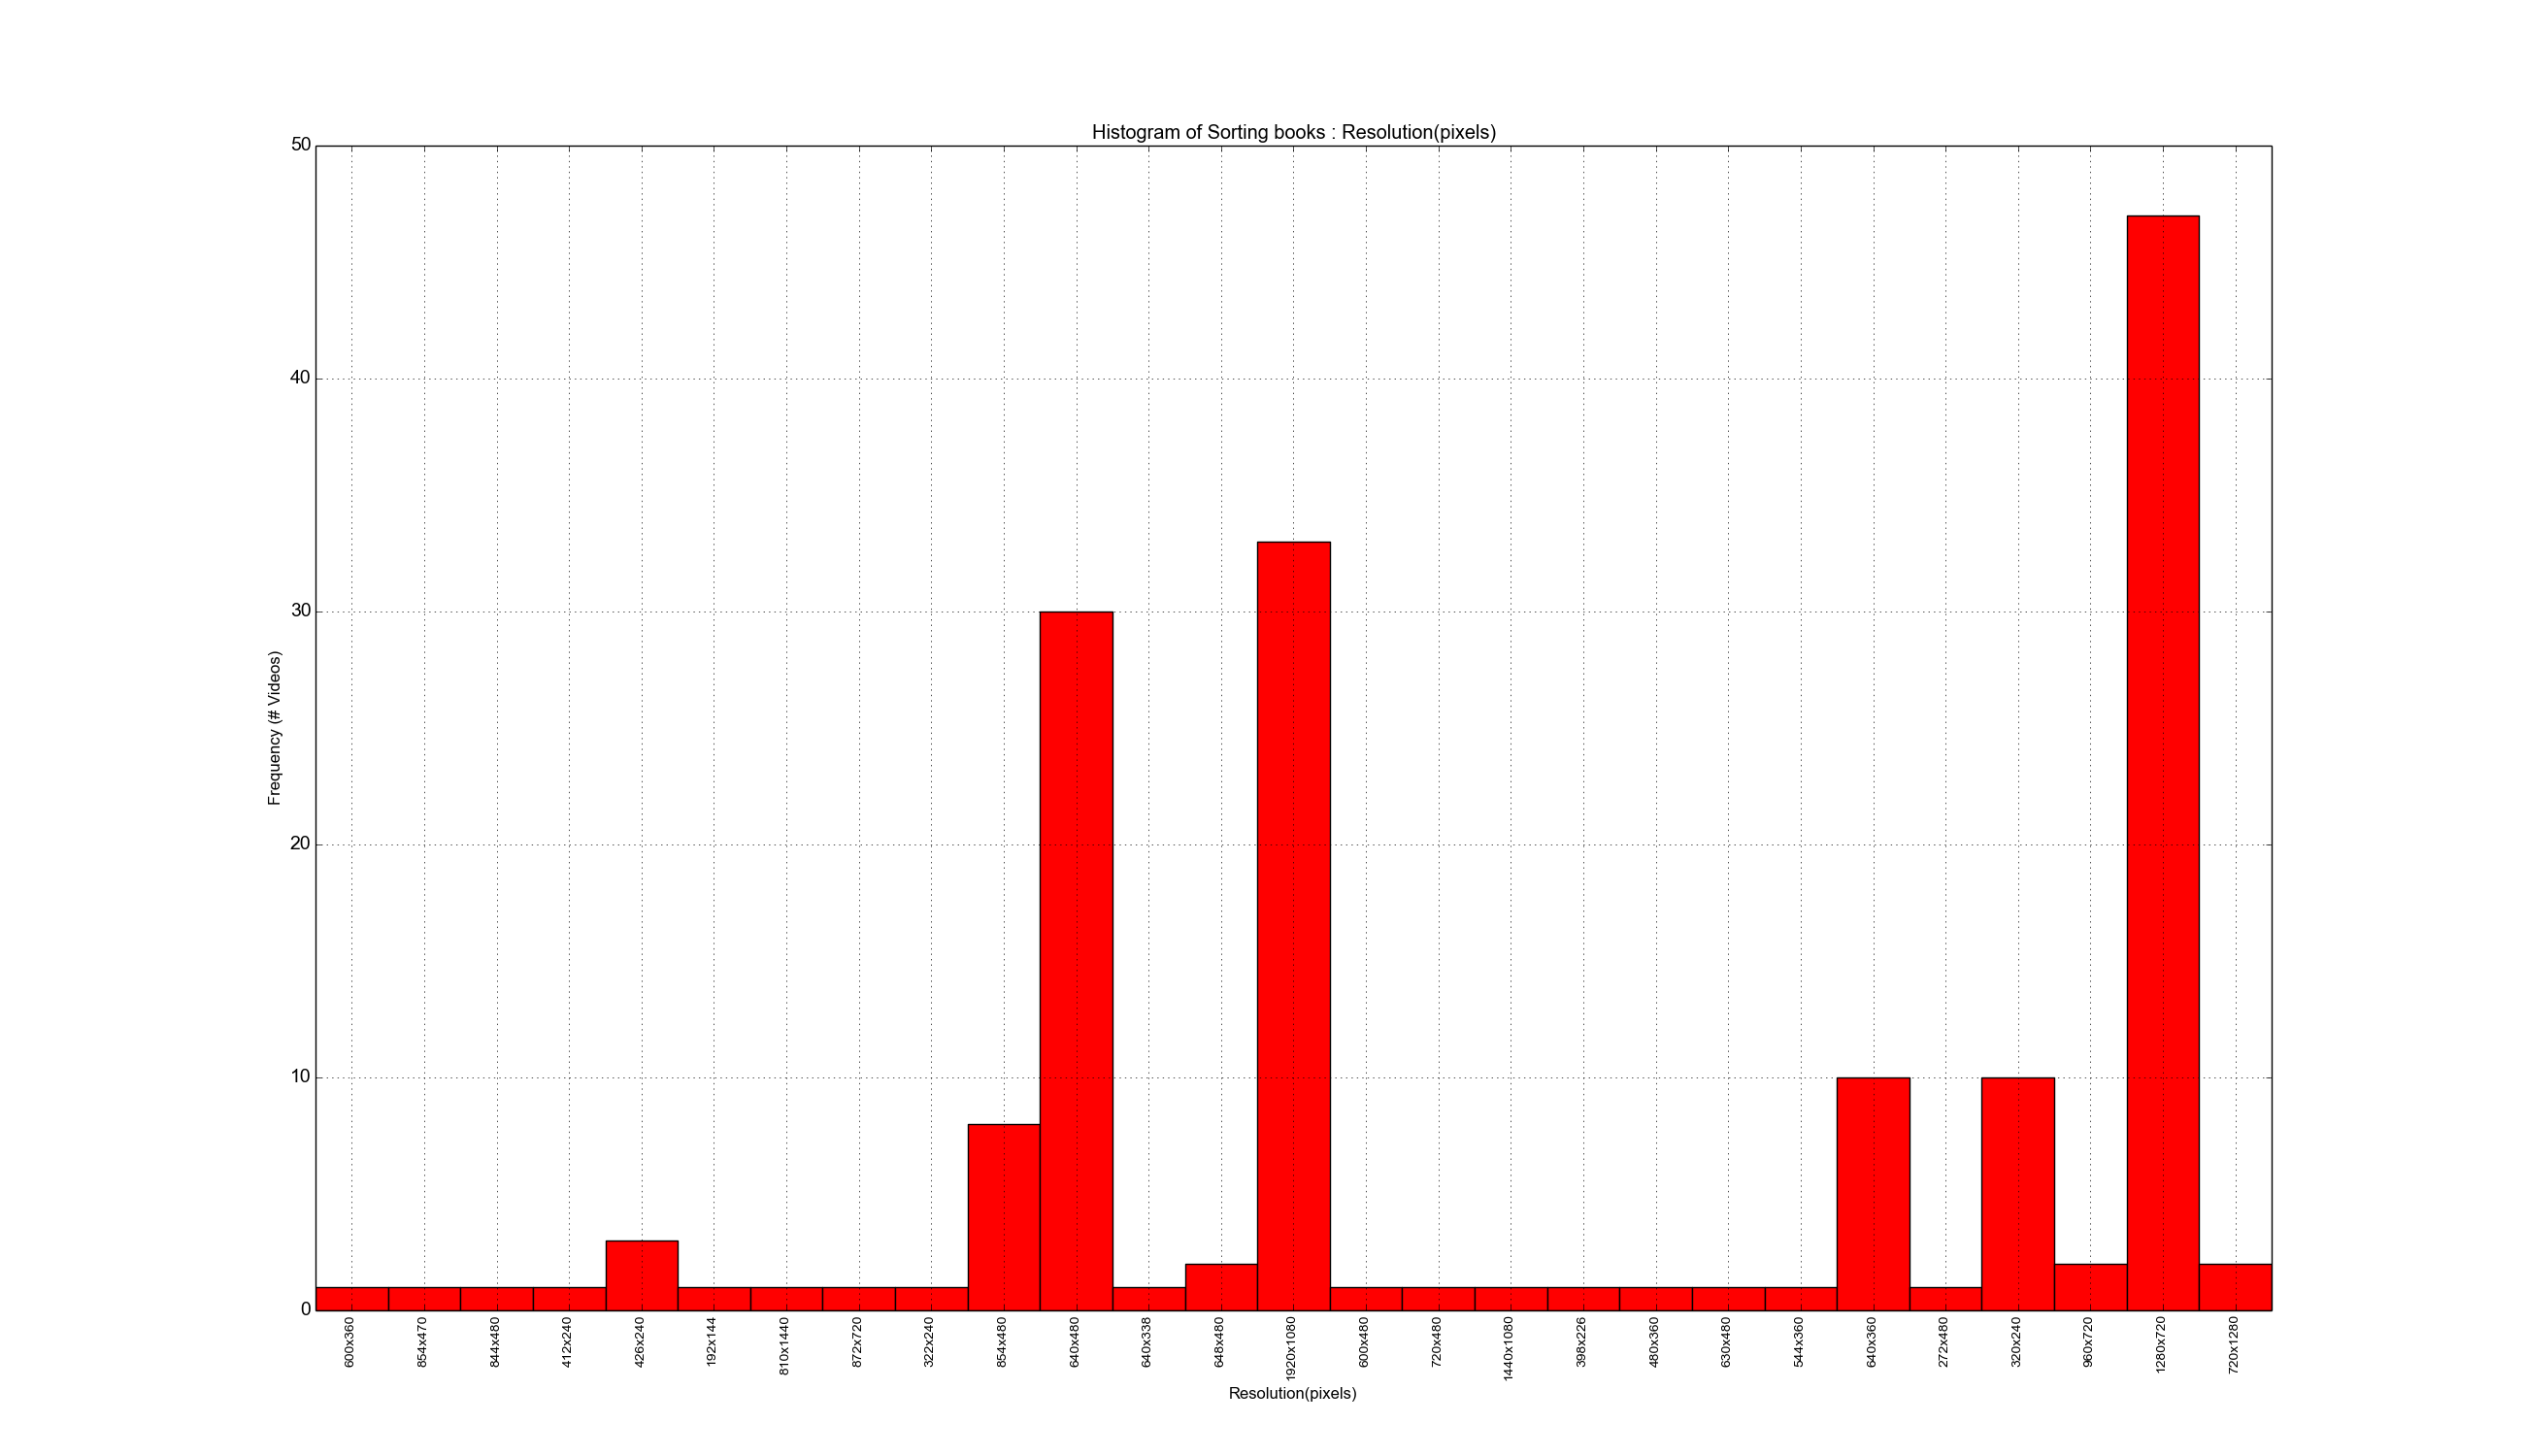 Histogram of Sorting books : Resolution(pixels)
50
40
30
20
10
0
Frequency (# Videos)
600x360
854x470
844x480
412x240
426x240
192x144
810x1440
872x720
322x240
854x480
640x480
640x338
648x480
1920x1080
600x480
720x480
1440x1080
398x226
480x360
630x480
544x360
640x360
272x480
320x240
960x720
1280x720
720x1280
Resolution(pixels)